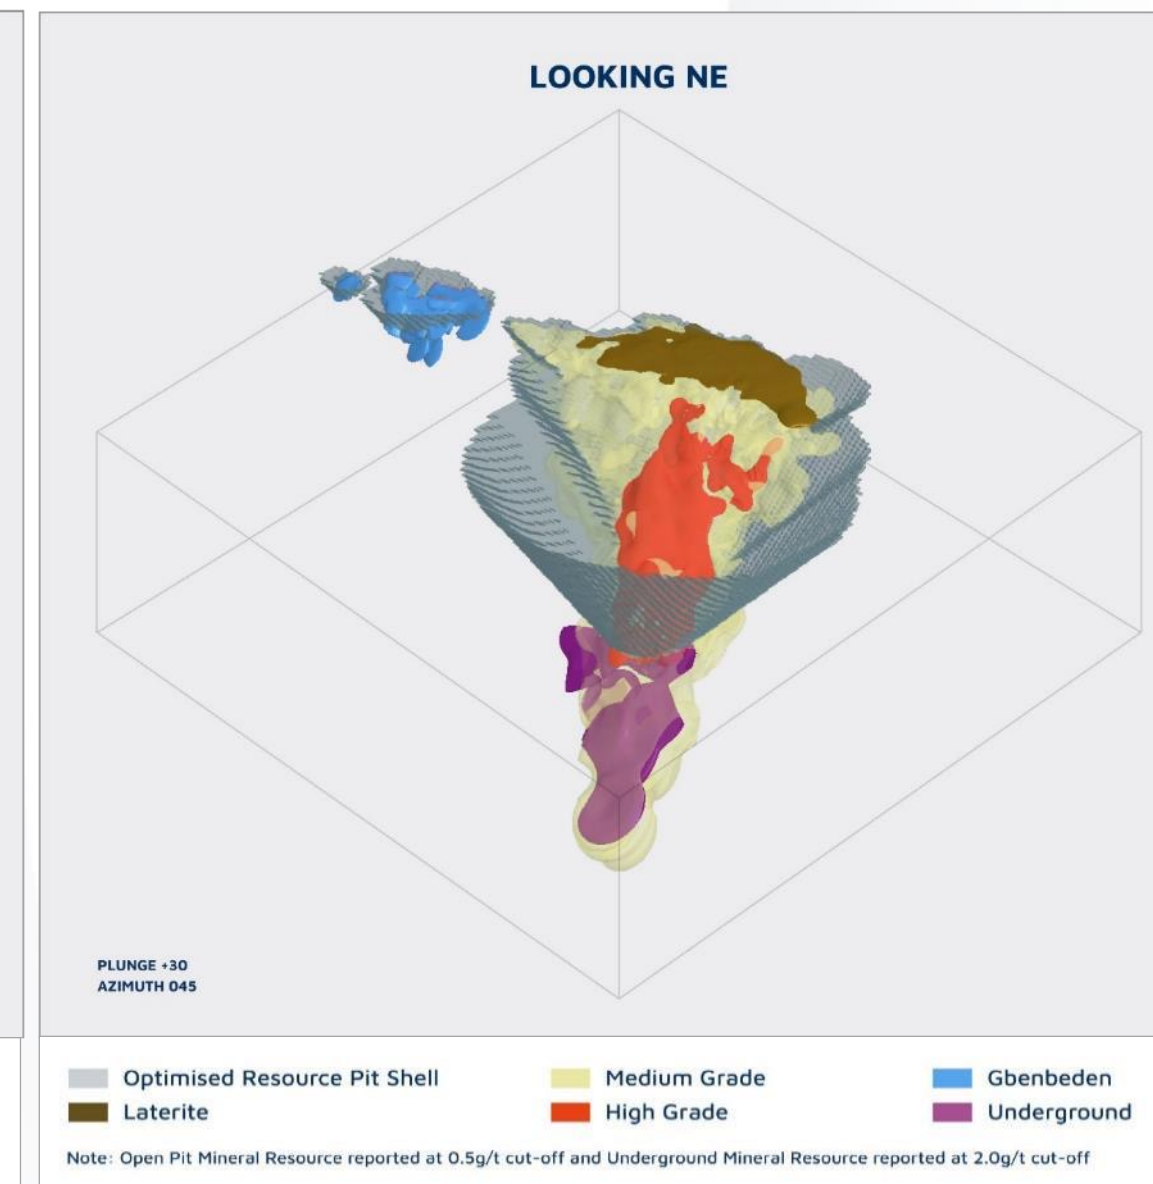 LOOKING NE
PLUNGE +30
AZIMUTH 045
Optimised Resource Pit Shell
Medium Grade
Gbenbeden
Laterite
High Grade
Underground
Note: Open Pit Mineral Resource reported at 0.5g/t cut-off and Underground Mineral Resource reported at 2.0g/t cut-off